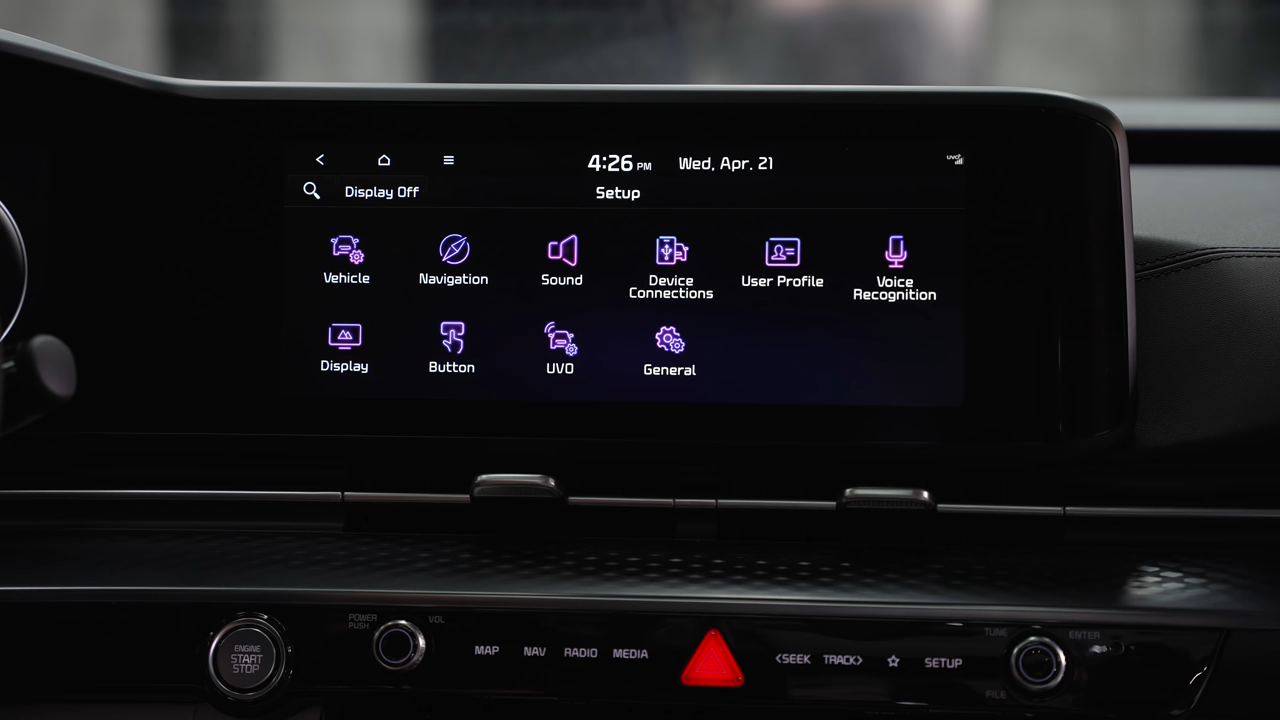 4:26 PM Wed, Apr. 21
UVO
Display Off
Setup
Vehicle
Navigation
Sound
Device
Connections
User Profile
Voice
Recognition
Display
Button
UVO
General
ENGINE
START
STOP
POWER
PUSH
VOL
MAP
NAV
RADIO
MEDIA
<SEEK
TRACK>
SETUP
TUNE
FILE
ENTER